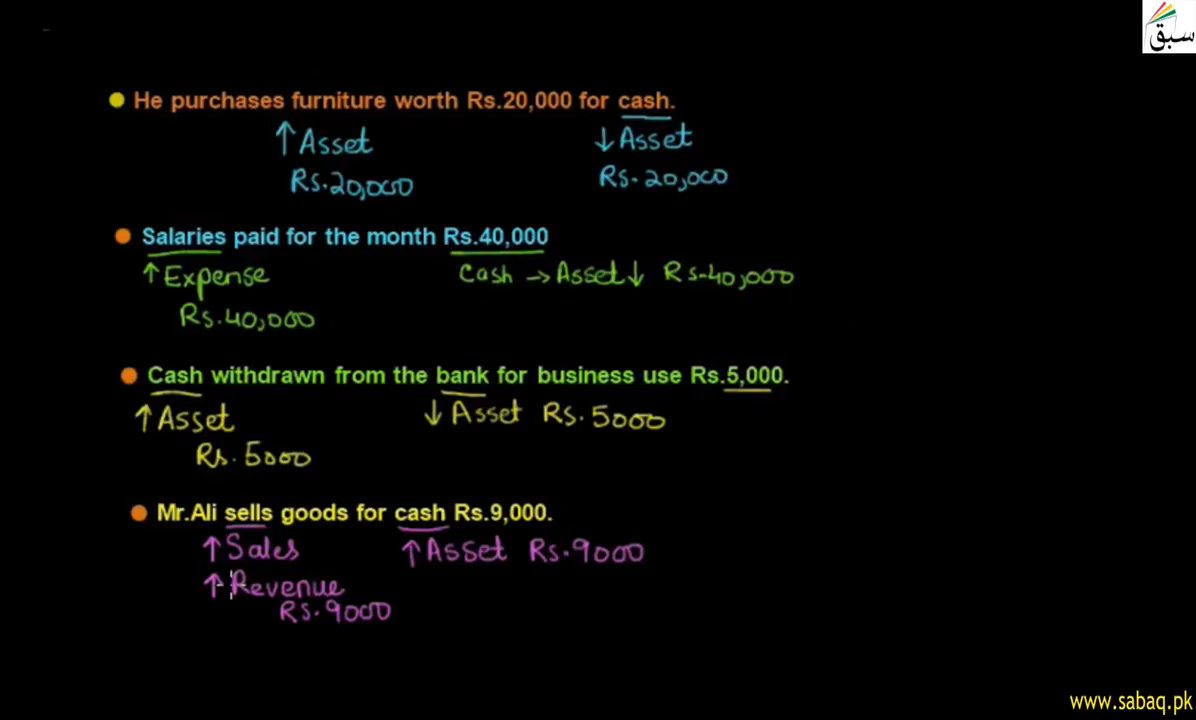 سبق
He purchases furniture worth Rs.20,000 for cash.
↑ Asset ↓ Asset
Rs.20,000 Rs.20,000
Salaries paid for the month Rs.40,000
↑ Expense Cash → Asset ↓ Rs.40,000
Rs.40,000
Cash withdrawn from the bank for business use Rs.5,000.
↑ Asset ↓ Asset Rs.5000
Rs.5000
Mr.Ali sells goods for cash Rs.9,000.
↑ Sales ↑ Asset Rs.9000
↑ Revenue
Rs.9000
www.sabaq.pk